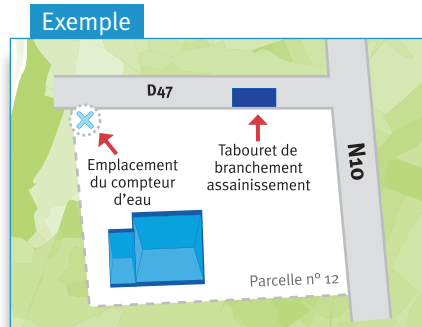 Exemple
D47
Emplacement
du compteur
d'eau
Tabouret de
branchement
assainissement
N10
Parcelle n° 12